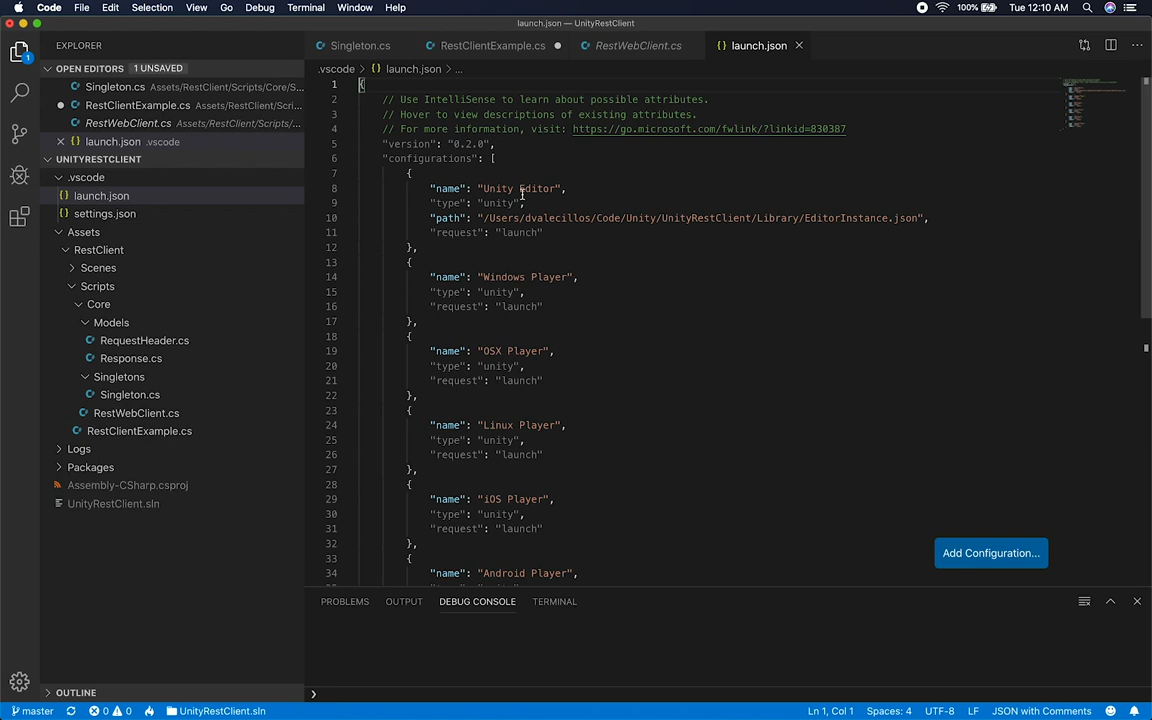 Code File Edit Selection View Go Debug Terminal Window Help 100% Tue 12:10 AM
launch.json — UnityRestClient
EXPLORER
1
OPEN EDITORS 1 UNSAVED
Singleton.cs Assets/RestClient/Scripts/Core/S...
RestClientExample.cs Assets/RestClient/Scri...
RestWebClient.cs Assets/RestClient/Scripts/...
launch.json .vscode
UNITYRESTCLIENT
.vscode
launch.json
settings.json
Assets
RestClient
Scenes
Scripts
Core
Models
RequestHeader.cs
Response.cs
Singletons
Singleton.cs
RestWebClient.cs
RestClientExample.cs
Logs
Packages
Assembly-CSharp.csproj
UnityRestClient.sln
OUTLINE
Singleton.cs RestClientExample.cs RestWebClient.cs launch.json
.vscode > {} launch.json > ...
1 {
2 // Use IntelliSense to learn about possible attributes.
3 // Hover to view descriptions of existing attributes.
4 // For more information, visit: https://go.microsoft.com/fwlink/?linkid=830387
5 "version": "0.2.0",
6 "configurations": [
7 {
8 "name": "Unity Editor",
9 "type": "unity",
10 "path": "/Users/dvalecillos/Code/Unity/UnityRestClient/Library/EditorInstance.json",
11 "request": "launch"
12 },
13 {
14 "name": "Windows Player",
15 "type": "unity",
16 "request": "launch"
17 },
18 {
19 "name": "OSX Player",
20 "type": "unity",
21 "request": "launch"
22 },
23 {
24 "name": "Linux Player",
25 "type": "unity",
26 "request": "launch"
27 },
28 {
29 "name": "iOS Player",
30 "type": "unity",
31 "request": "launch"
32 },
33 {
34 "name": "Android Player",
Add Configuration...
PROBLEMS OUTPUT DEBUG CONSOLE TERMINAL
master 0 0 UnityRestClient.sln Ln 1, Col 1 Spaces: 4 UTF-8 LF JSON with Comments